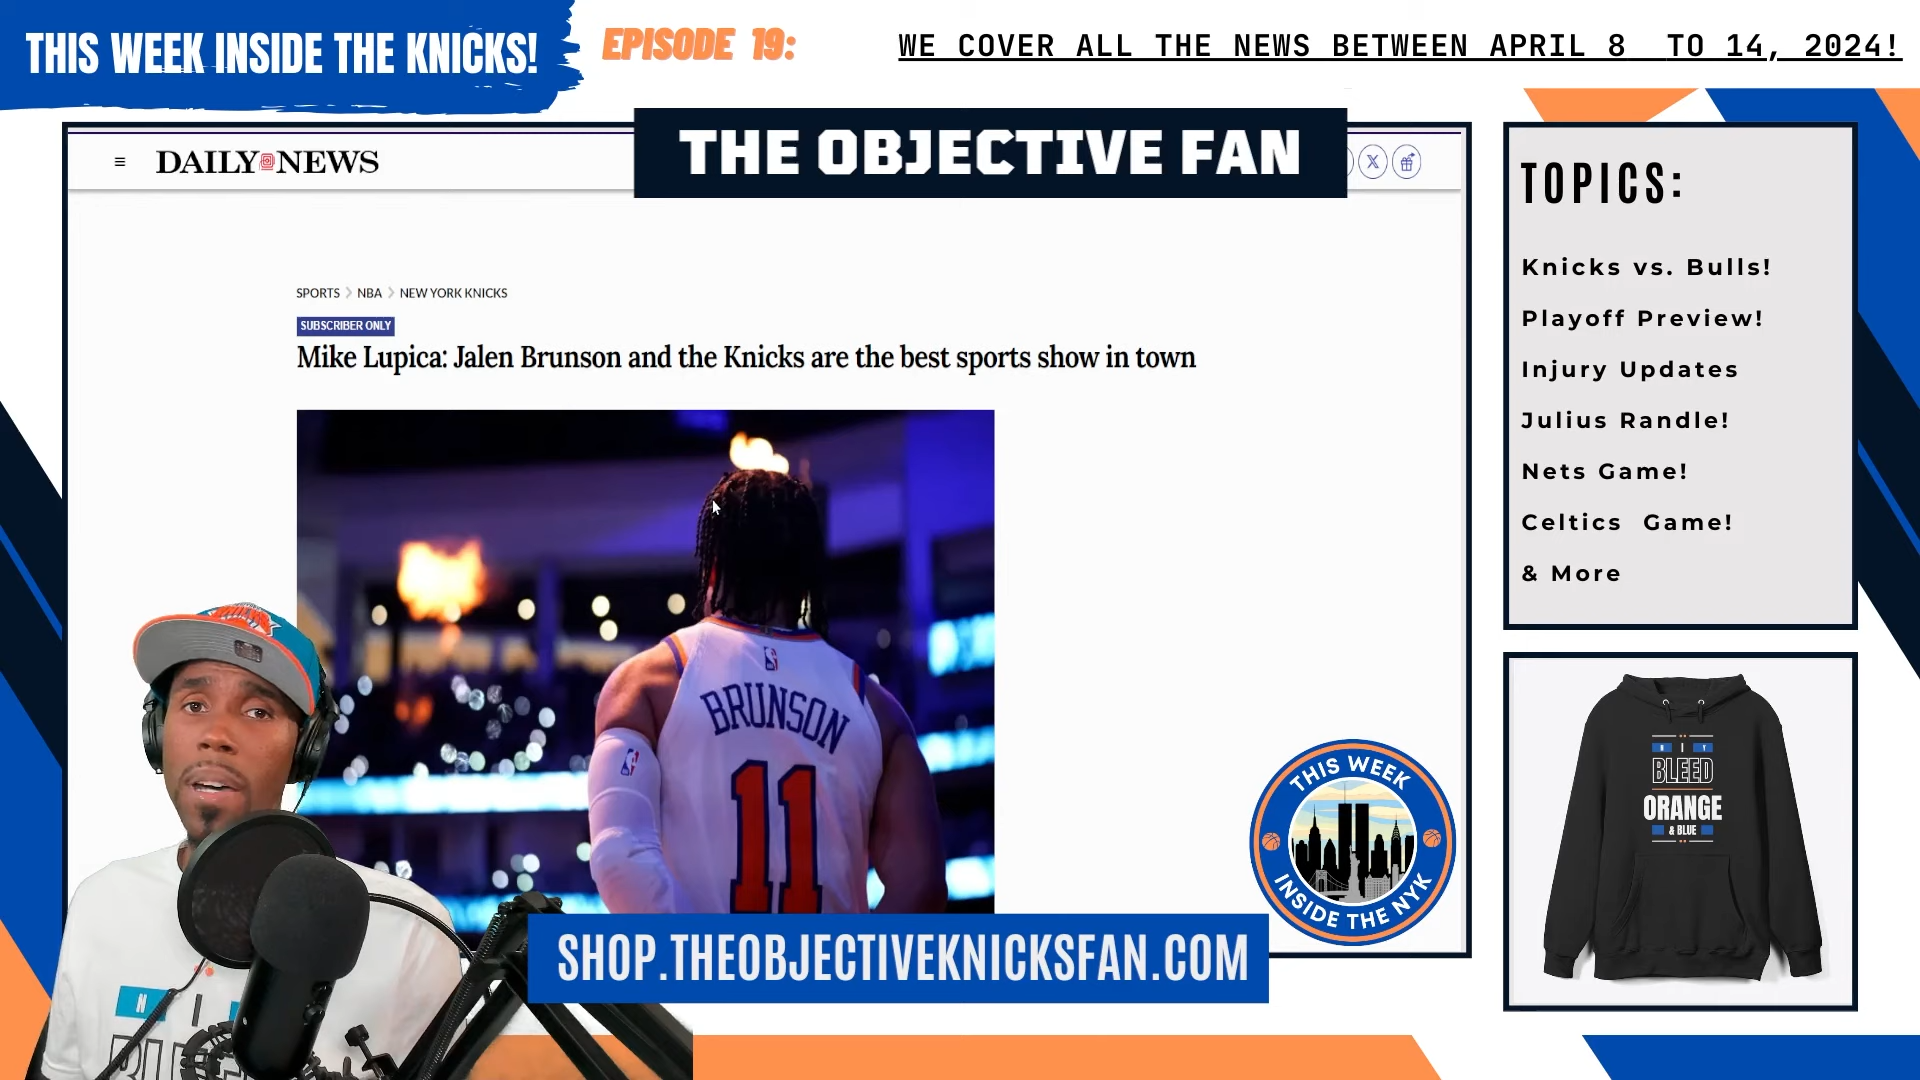 THIS WEEK INSIDE THE KNICKS!
EPISODE 19:
WE COVER ALL THE NEWS BETWEEN APRIL 8 TO 14, 2024!
THE OBJECTIVE FAN
DAILY NEWS
SPORTS > NBA > NEW YORK KNICKS
SUBSCRIBER ONLY
Mike Lupica: Jalen Brunson and the Knicks are the best sports show in town
BRUNSON
11
THIS WEEK
INSIDE THE NYK
SHOP.THEOBJECTIVEKNICKSFAN.COM
TOPICS:
Knicks vs. Bulls!
Playoff Preview!
Injury Updates
Julius Randle!
Nets Game!
Celtics Game!
& More
N I Y
BLEED
ORANGE
& BLUE
N I